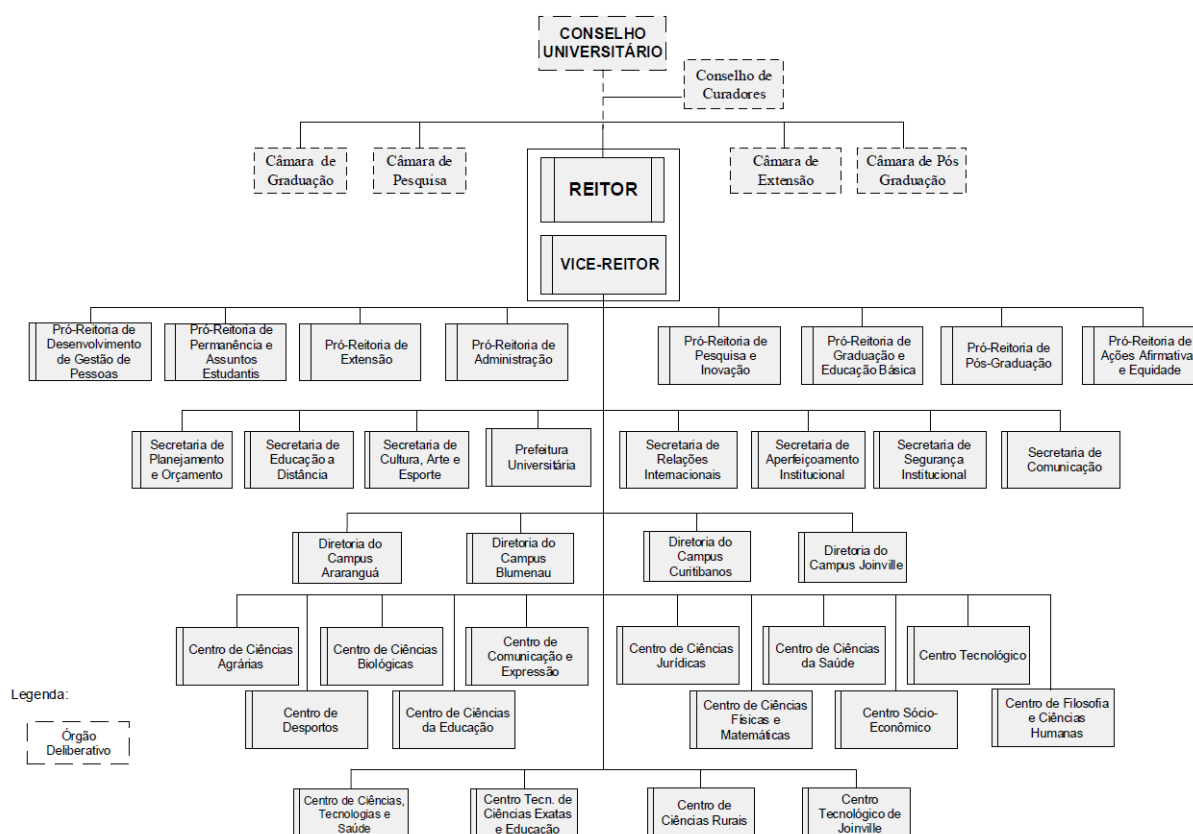 CONSELHO
UNIVERSITÁRIO
Conselho de
Curadores
Câmara de
Graduação
Câmara de
Pesquisa
Câmara de
Extensão
Câmara de Pós
Graduação
REITOR
VICE-REITOR
Pró-Reitoria de
Desenvolvimento
de Gestão de
Pessoas
Pró-Reitoria de
Permanência e
Assuntos
Estudantis
Pró-Reitoria de
Extensão
Pró-Reitoria de
Administração
Pró-Reitoria de
Pesquisa e
Inovação
Pró-Reitoria de
Graduação e
Educação Básica
Pró-Reitoria de
Pós-Graduação
Pró-Reitoria de
Ações Afirmativa
e Equidade
Secretaria de
Planejamento
e Orçamento
Secretaria de
Educação a
Distância
Secretaria de
Cultura, Arte e
Esporte
Prefeitura
Universitária
Secretaria de
Relações
Internacionais
Secretaria de
Aperfeiçoamento
Institucional
Secretaria de
Segurança
Institucional
Secretaria de
Comunicação
Diretoria do
Campus
Araranguá
Diretoria do
Campus
Blumenau
Diretoria do
Campus
Curitibanos
Diretoria do
Campus Joinville
Centro de Ciências
Agrárias
Centro de Ciências
Biológicas
Centro de
Comunicação e
Expressão
Centro de Ciências
Jurídicas
Centro de Ciências
da Saúde
Centro Tecnológico
Legenda:
Órgão
Deliberativo
Centro de
Desportos
Centro de Ciências
da Educação
Centro de Ciências
Físicas e
Matemáticas
Centro Sócio-
Econômico
Centro de Filosofia
e Ciências
Humanas
Centro de Ciências,
Tecnologias e
Saúde
Centro Tecn. de
Ciências Exatas
e Educação
Centro de
Ciências Rurais
Centro
Tecnológico de
Joinville